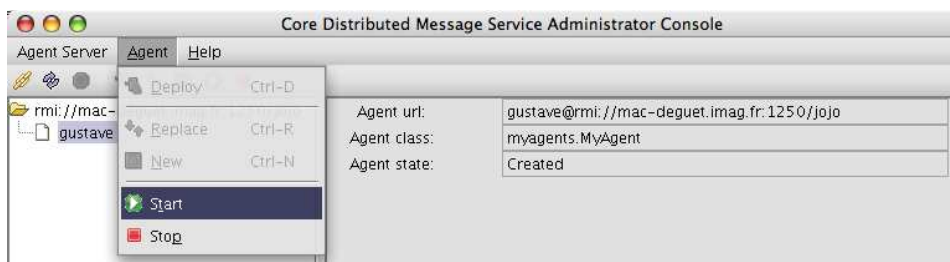 Core Distributed Message Service Administrator Console
Agent Server Agent Help
Deploy Ctrl-D
Replace Ctrl-R
New Ctrl-N
Start
Stop
rmi://mac-
gustave
Agent url: gustave@rmi://mac-deguet.imag.fr:1250/jojo
Agent class: myagents.MyAgent
Agent state: Created